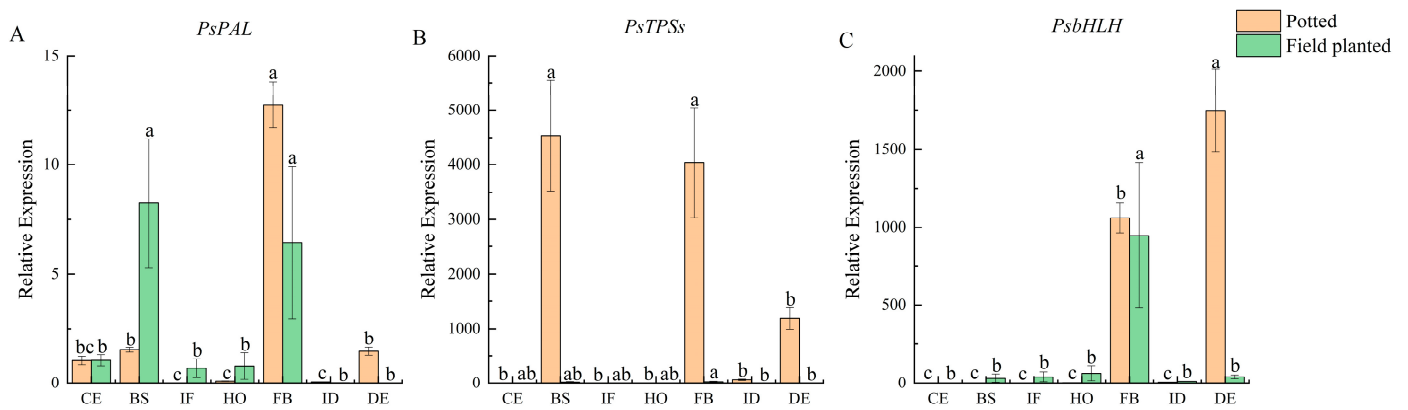 A
PsPAL
Relative Expression
15
10
5
0
bc b
b a
c b
c b
a a
c b
b b
CE BS IF HO FB ID DE
B
PsTPSs
Relative Expression
6000
5000
4000
3000
2000
1000
0
b ab
a b
b ab
b ab
a a
b b
b b
CE BS IF HO FB ID DE
C
PsbHLH
Relative Expression
2000
1500
1000
500
0
c b
c b
c b
c b
b a
c b
a b
CE BS IF HO FB ID DE
Potted
Field planted